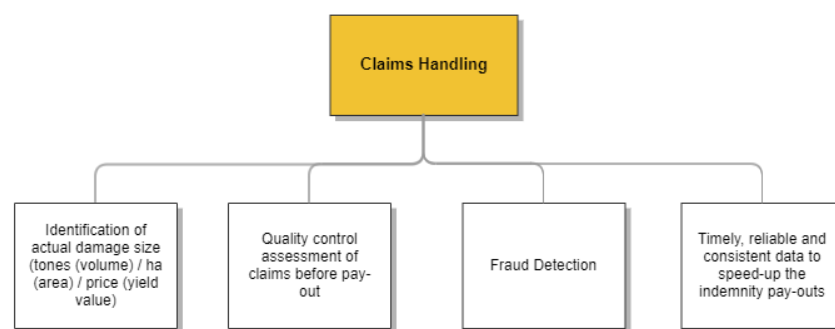 Claims Handling
Identification of
actual damage size
(tones (volume) / ha
(area) / price (yield
value)
Quality control
assessment of
claims before pay-
out
Fraud Detection
Timely, reliable and
consistent data to
speed-up the
indemnity pay-outs